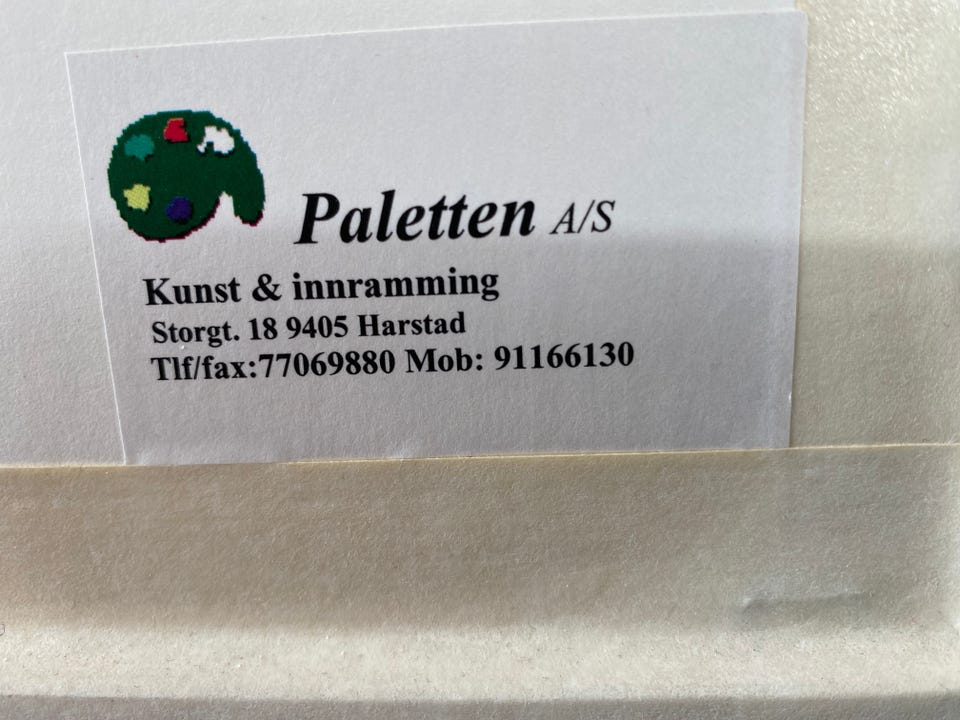 Paletten A/S
Kunst & innramming
Storgt. 18 9405 Harstad
Tlf/fax:77069880 Mob: 91166130